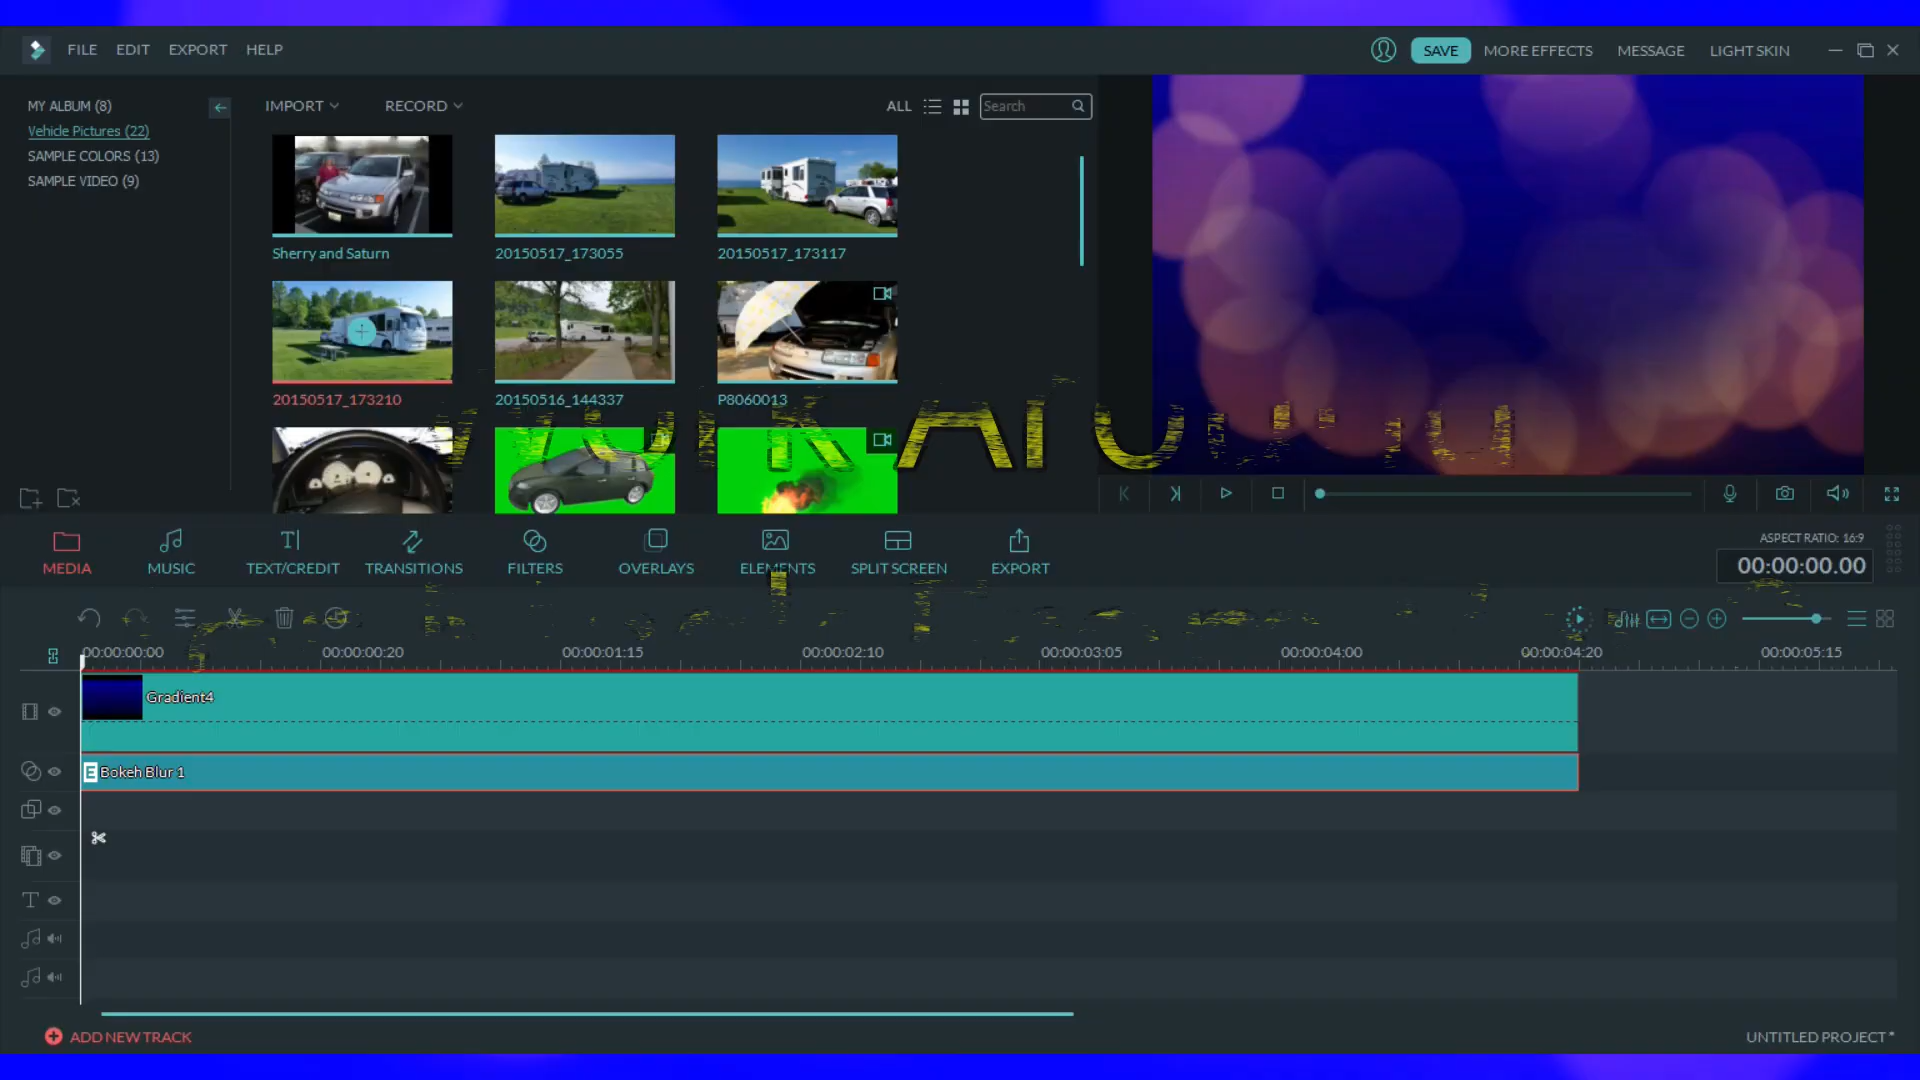 FILE EDIT EXPORT HELP
SAVE MORE EFFECTS MESSAGE LIGHT SKIN
MY ALBUM (8)
Vehicle Pictures (22)
SAMPLE COLORS (13)
SAMPLE VIDEO (9)
IMPORT RECORD ALL Search
Sherry and Saturn 20150517_173055 20150517_173117
20150517_173210 20150516_144337 P8060013
Work Around
MEDIA MUSIC TEXT/CREDIT TRANSITIONS FILTERS OVERLAYS ELEMENTS SPLIT SCREEN EXPORT
ASPECT RATIO: 16:9
00:00:00.00
00:00:00:00 00:00:00:20 00:00:01:15 00:00:02:10 00:00:03:05 00:00:04:00 00:00:04:20 00:00:05:15
Gradient4
E Bokeh Blur 1
ADD NEW TRACK
UNTITLED PROJECT *